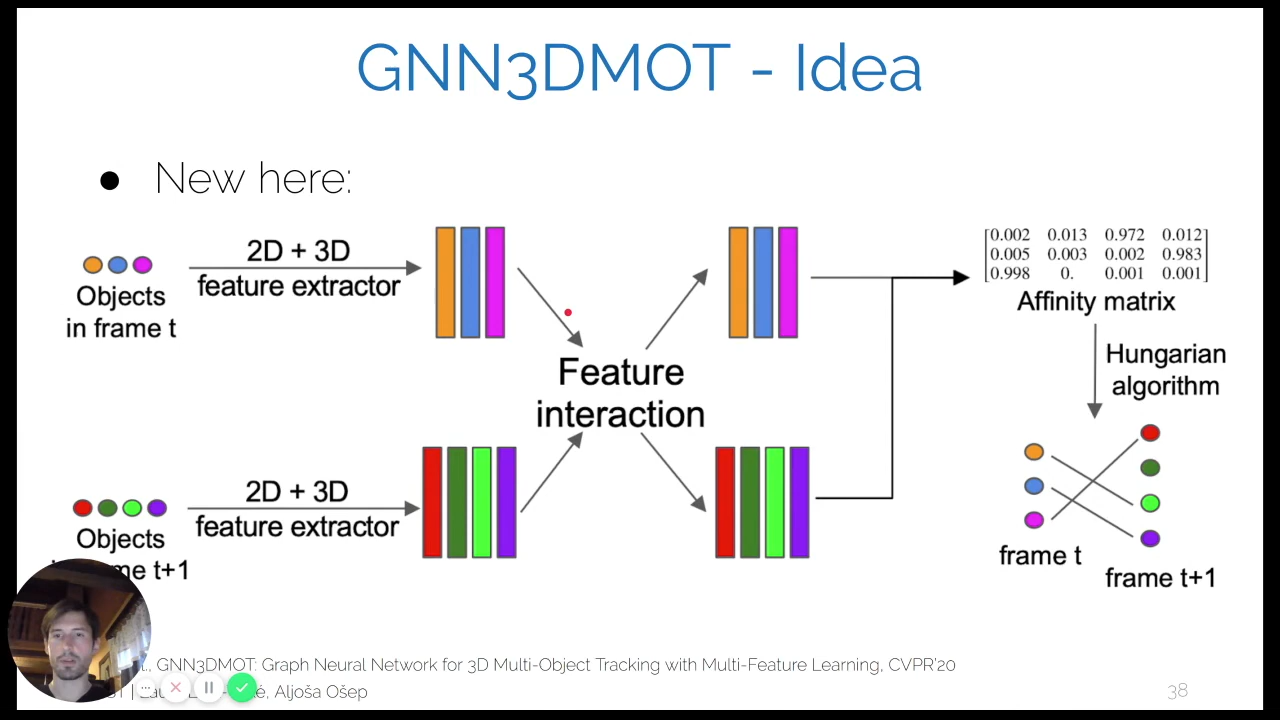 GNN3DMOT - Idea
● New here:
2D + 3D
feature extractor
Objects
in frame t
Feature
interaction
[0.002 0.013 0.972 0.012
0.005 0.003 0.002 0.983
0.998 0. 0.001 0.001]
Affinity matrix
Hungarian
algorithm
2D + 3D
feature extractor
Objects
t+1
frame t
frame t+1
GNN3DMOT: Graph Neural Network for 3D Multi-Object Tracking with Multi-Feature Learning, CVPR'20
Aljoša Ošep
38